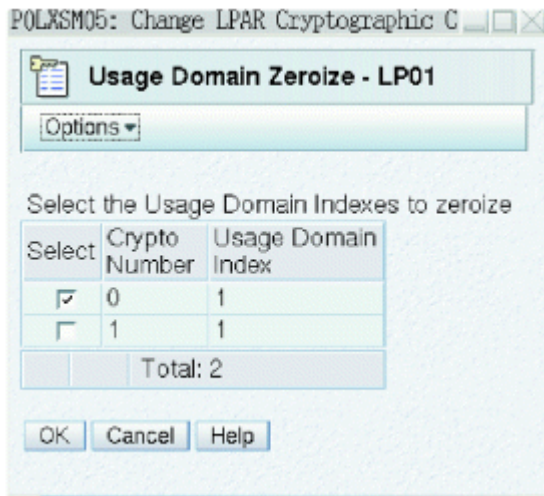 P0LXSM05: Change LPAR Cryptographic C
Usage Domain Zeroize - LP01
Options
Select the Usage Domain Indexes to zeroize
Select Crypto Number Usage Domain Index
0 1
1 1
Total: 2
OK Cancel Help